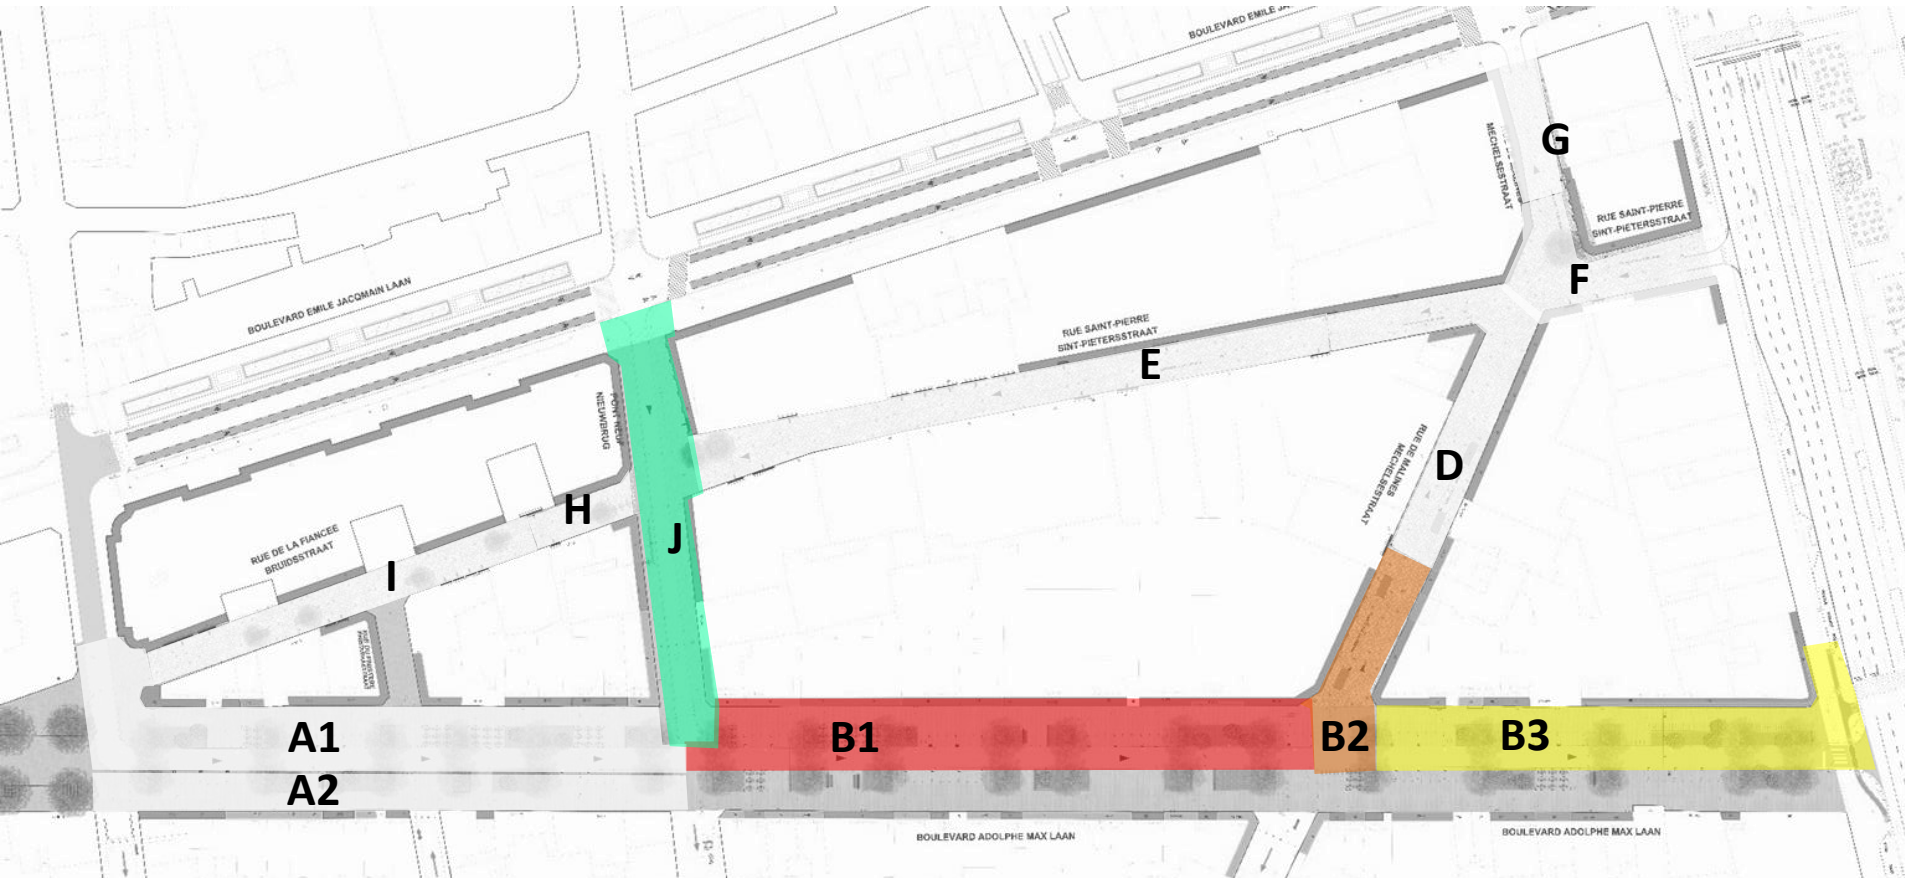 BOULEVARD EMILE JA
BOULEVARD EMILE JACQMAIN LAAN
MECHELSESTRAAT
G
RUE SAINT-PIERRE
SINT-PIETERSSTRAAT
F
RUE SAINT-PIERRE
SINT-PIETERSSTRAAT
E
PONT NEUF
NIEUWBRUG
RUE DE MALINES
MECHELSESTRAAT
D
H
J
RUE DE LA FIANCEE
BRUIDSSTRAAT
I
A1
B1
B2
B3
A2
BOULEVARD ADOLPHE MAX LAAN
BOULEVARD ADOLPHE MAX LAAN